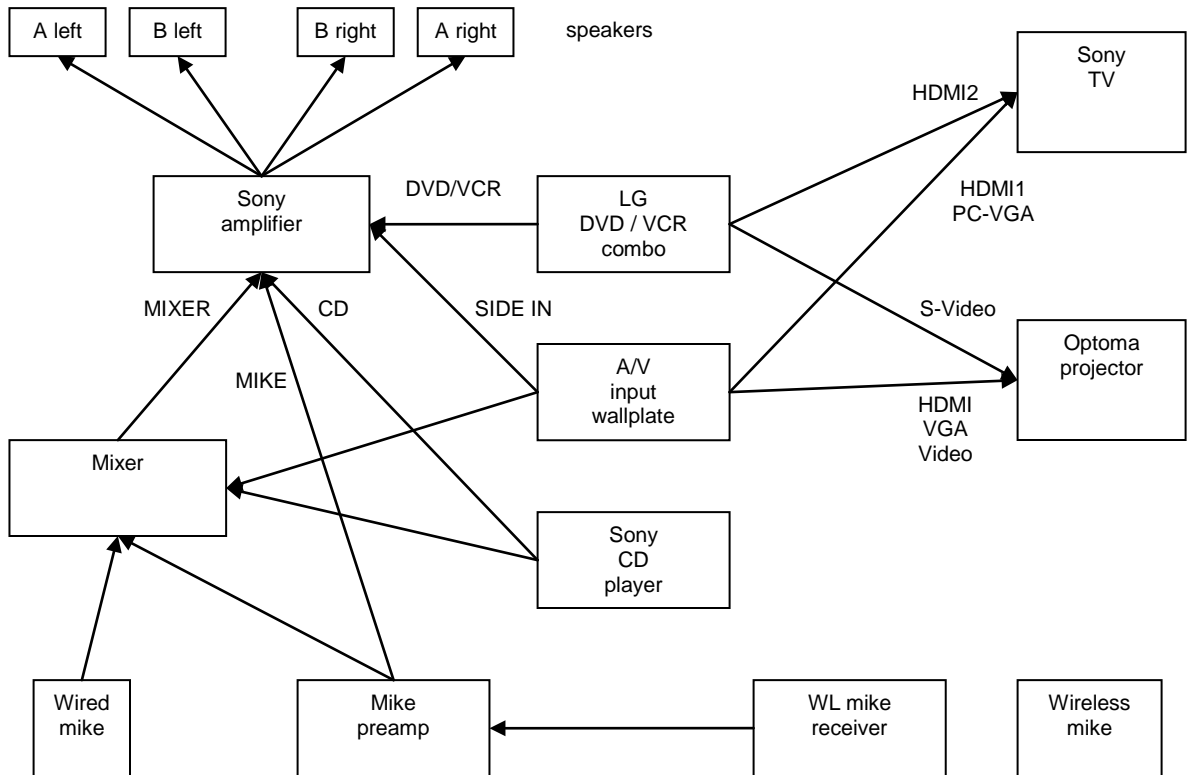 A left
B left
B right
A right
speakers
Sony
TV
HDMI2
Sony
amplifier
DVD/VCR
LG
DVD / VCR
combo
HDMI1
PC-VGA
MIXER
CD
SIDE IN
S-Video
Optoma
projector
MIKE
A/V
input
wallplate
HDMI
VGA
Video
Mixer
Sony
CD
player
Wired
mike
Mike
preamp
WL mike
receiver
Wireless
mike